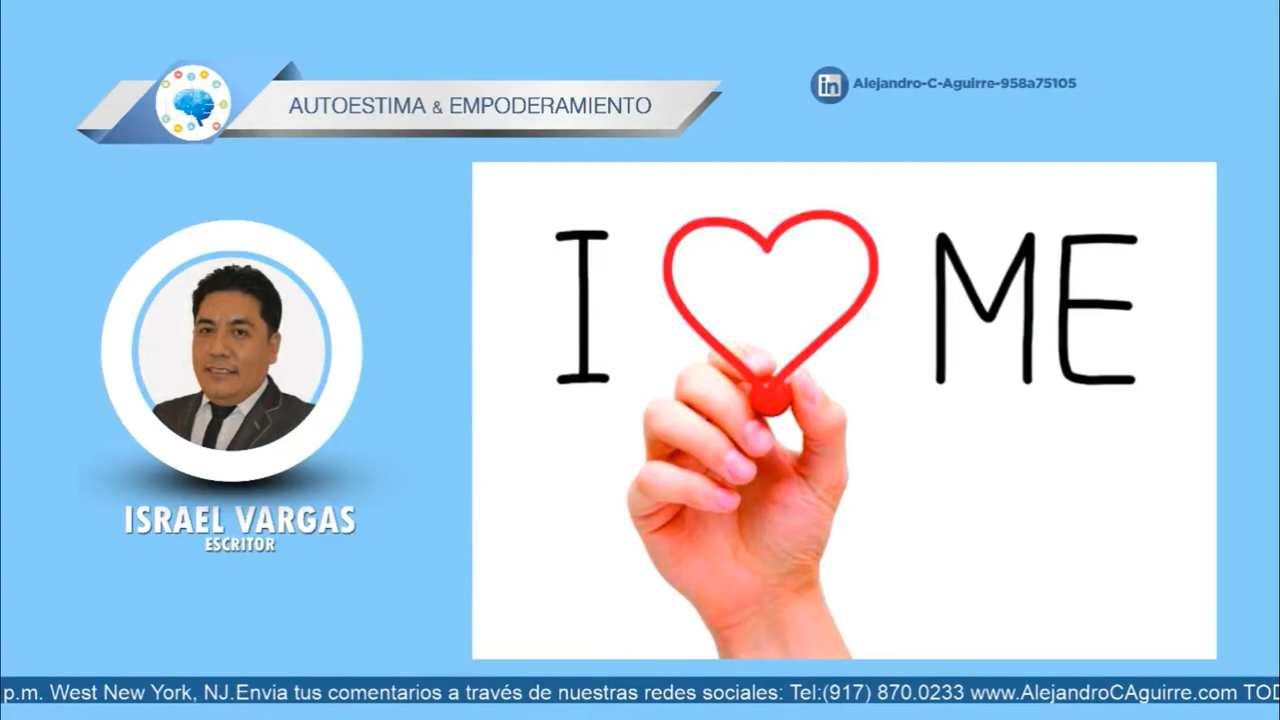 AUTOESTIMA & EMPODERAMIENTO
in Alejandro-C-Aguirre-958a75105
I ME
ISRAEL VARGAS
ESCRITOR
p.m. West New York, NJ.Envia tus comentarios a través de nuestras redes sociales: Tel:(917) 870.0233 www.AlejandroCAguirre.com TOD